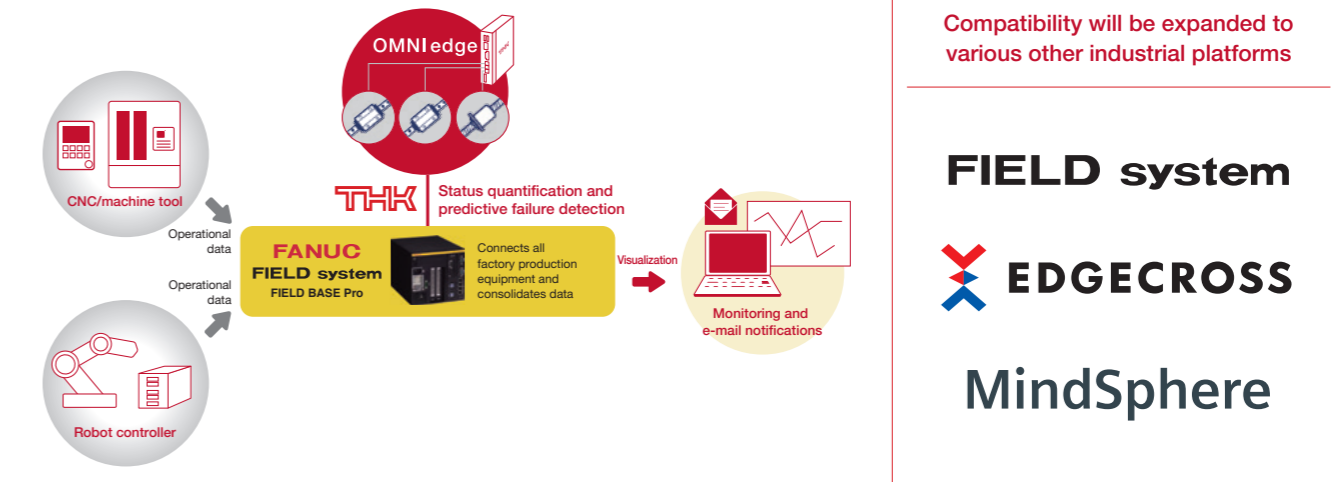 OMNI edge
CNC/machine tool
THK
Status quantification and
predictive failure detection
Operational
data
FANUC
FIELD system
FIELD BASE Pro
Connects all
factory production
equipment and
consolidates data
Visualization
Operational
data
Monitoring and
e-mail notifications
Robot controller
Compatibility will be expanded to
various other industrial platforms
FIELD system
EDGECROSS
MindSphere